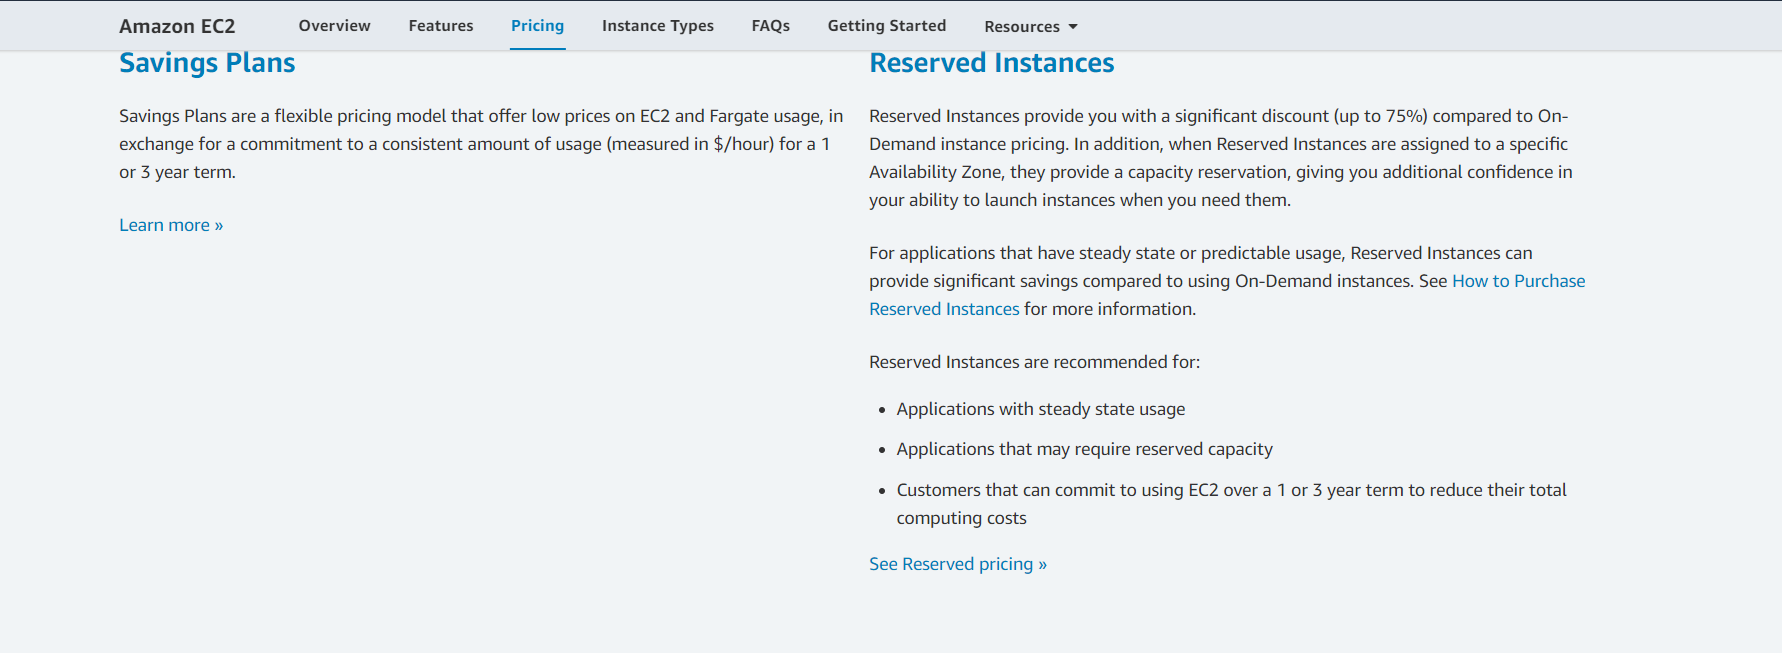 Amazon EC2
Overview
Features
Pricing
Instance Types
FAQs
Getting Started
Resources
Savings Plans
Savings Plans are a flexible pricing model that offer low prices on EC2 and Fargate usage, in
exchange for a commitment to a consistent amount of usage (measured in $/hour) for a 1
or 3 year term.
Learn more »
Reserved Instances
Reserved Instances provide you with a significant discount (up to 75%) compared to On-
Demand instance pricing. In addition, when Reserved Instances are assigned to a specific
Availability Zone, they provide a capacity reservation, giving you additional confidence in
your ability to launch instances when you need them.
For applications that have steady state or predictable usage, Reserved Instances can
provide significant savings compared to using On-Demand instances. See How to Purchase
Reserved Instances for more information.
Reserved Instances are recommended for:
• Applications with steady state usage
• Applications that may require reserved capacity
• Customers that can commit to using EC2 over a 1 or 3 year term to reduce their total
computing costs
See Reserved pricing »